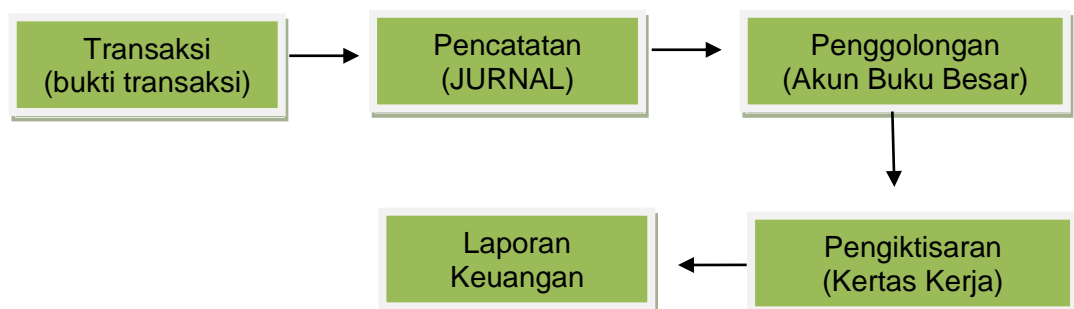 Transaksi
(bukti transaksi)
Pencatatan
(JURNAL)
Penggolongan
(Akun Buku Besar)
Pengiktisaran
(Kertas Kerja)
Laporan
Keuangan